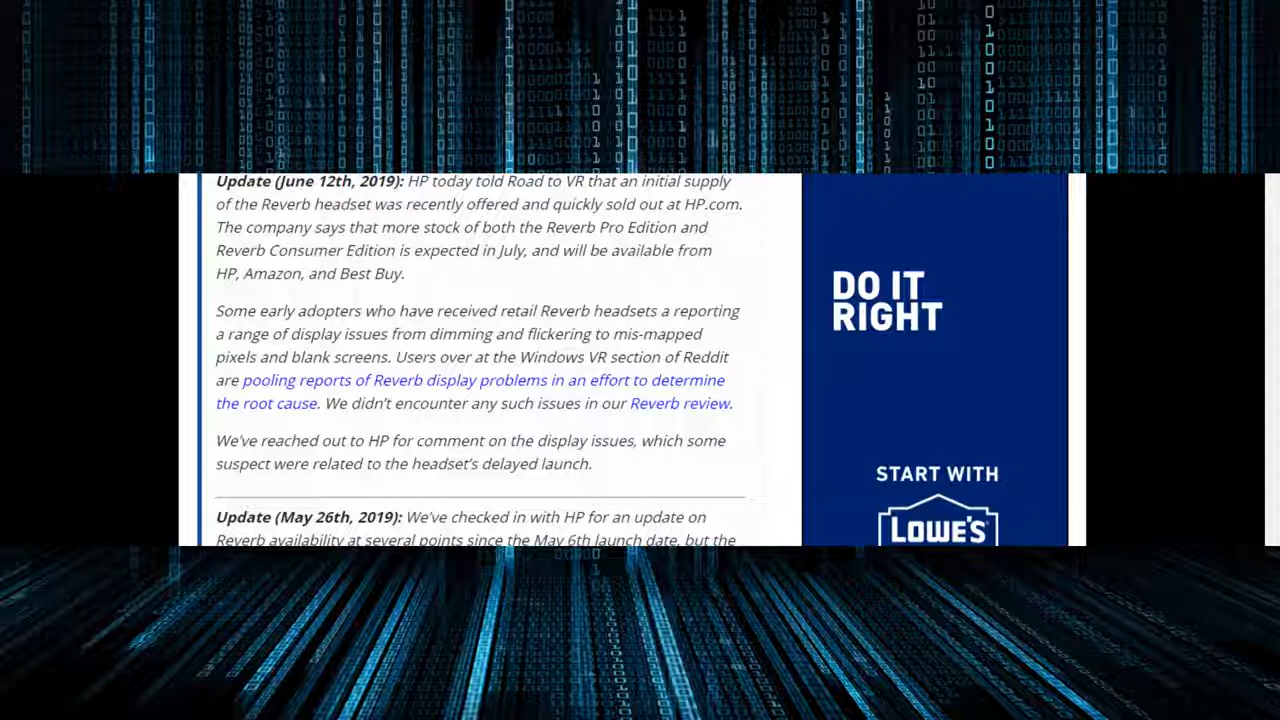 Update (June 12th, 2019): HP today told Road to VR that an initial supply
of the Reverb headset was recently offered and quickly sold out at HP.com.
The company says that more stock of both the Reverb Pro Edition and
Reverb Consumer Edition is expected in July, and will be available from
HP, Amazon, and Best Buy.
Some early adopters who have received retail Reverb headsets a reporting
a range of display issues from dimming and flickering to mis-mapped
pixels and blank screens. Users over at the Windows VR section of Reddit
are pooling reports of Reverb display problems in an effort to determine
the root cause. We didn't encounter any such issues in our Reverb review.
We've reached out to HP for comment on the display issues, which some
suspect were related to the headset's delayed launch.
Update (May 26th, 2019): We've checked in with HP for an update on
Reverb availability at several points since the May 6th launch date, but the
DO IT
RIGHT
START WITH
LOWE'S